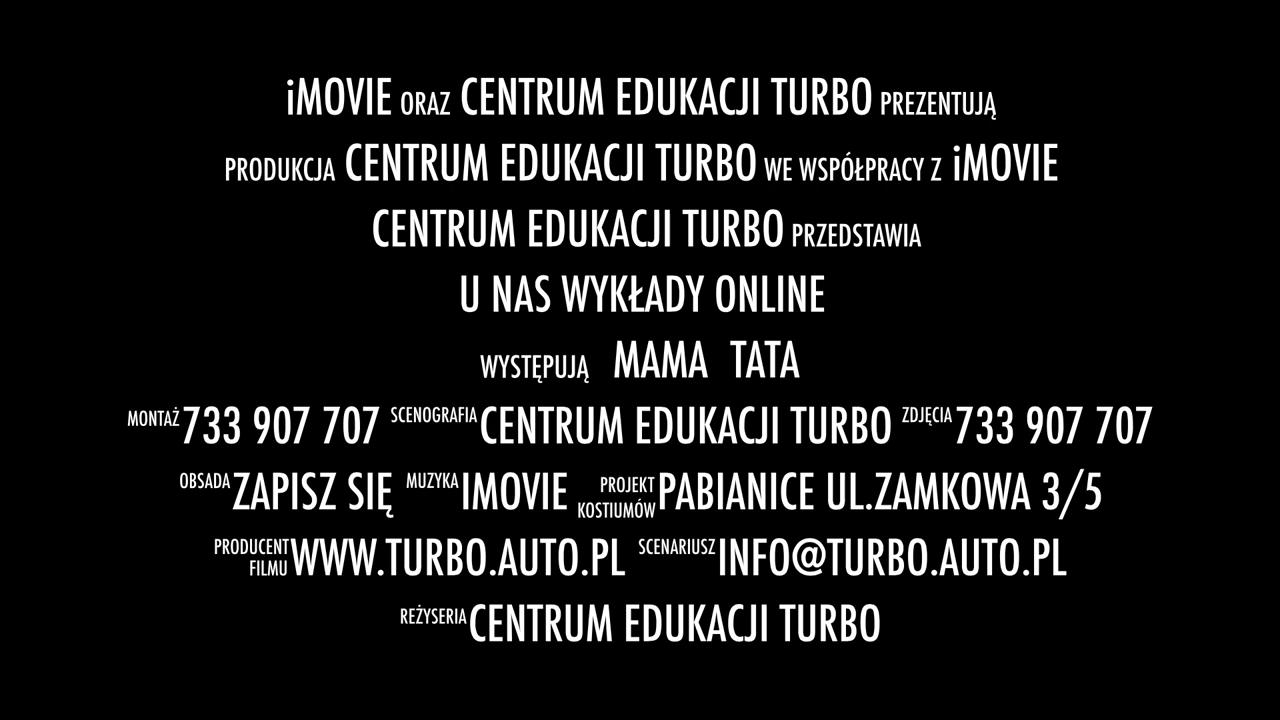 iMOVIE ORAZ CENTRUM EDUKACJI TURBO PREZENTUJĄ
PRODUKCJA CENTRUM EDUKACJI TURBO WE WSPÓŁPRACY Z iMOVIE
CENTRUM EDUKACJI TURBO PRZEDSTAWIA
U NAS WYKŁADY ONLINE
WYSTĘPUJĄ MAMA TATA
MONTAŻ 733 907 707 SCENOGRAFIA CENTRUM EDUKACJI TURBO ZDJĘCIA 733 907 707
OBSADA ZAPISZ SIĘ MUZYKA IMOVIE PROJEKT KOSTIUMÓW PABIANICE UL.ZAMKOWA 3/5
PRODUCENT FILMU WWW.TURBO.AUTO.PL SCENARIUSZ INFO@TURBO.AUTO.PL
REŻYSERIA CENTRUM EDUKACJI TURBO